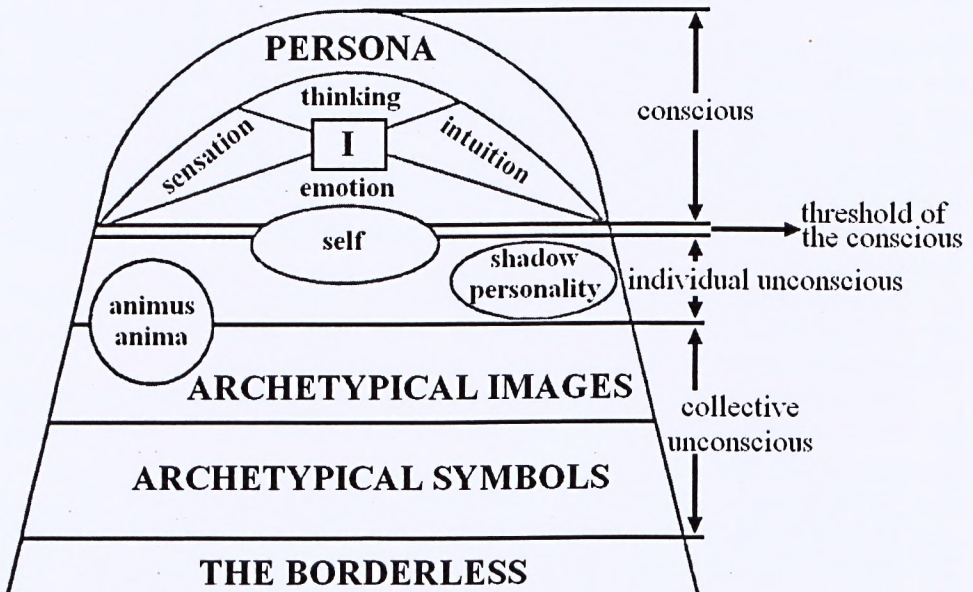 PERSONA
thinking
conscious
sensation
I
intuition
emotion
threshold of
the conscious
self
shadow
personality
individual unconscious
animus
anima
ARCHETYPICAL IMAGES
collective
unconscious
ARCHETYPICAL SYMBOLS
THE BORDERLESS